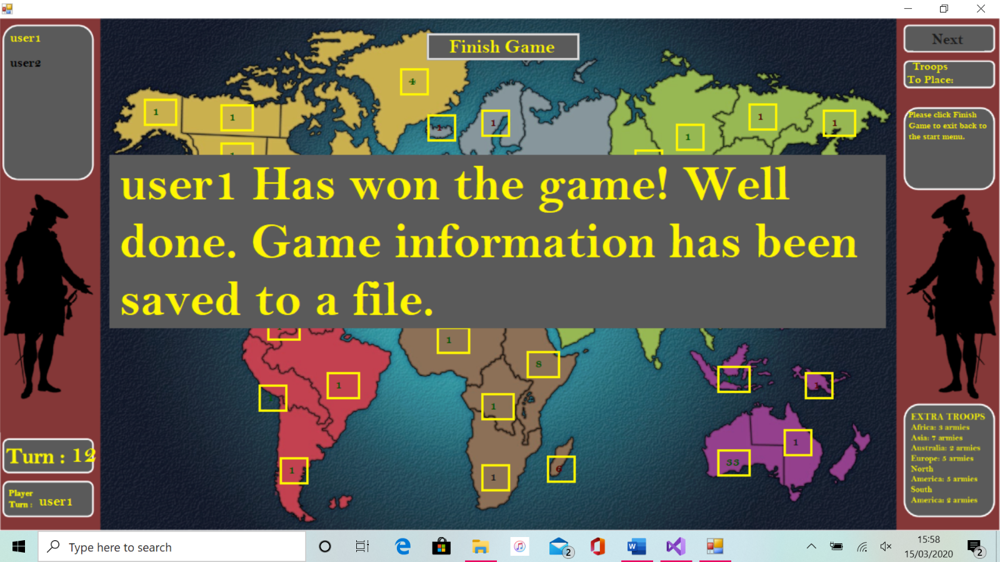 user1
user2
Finish Game
Next
Troops
To Place:
Please click Finish
Game to exit back to
the start menu.
4
1
1
1
1
1
1
1
user1 Has won the game! Well
done. Game information has been
saved to a file.
1
8
1
1
1
1
1
33
1
6
1
Turn : 12
Player
Turn : user1
EXTRA TROOPS
Africa: 3 armies
Asia: 7 armies
Australia: 2 armies
Europe: 5 armies
North
America: 5 armies
South
America: 2 armies
Type here to search
2
15:58
15/03/2020
2